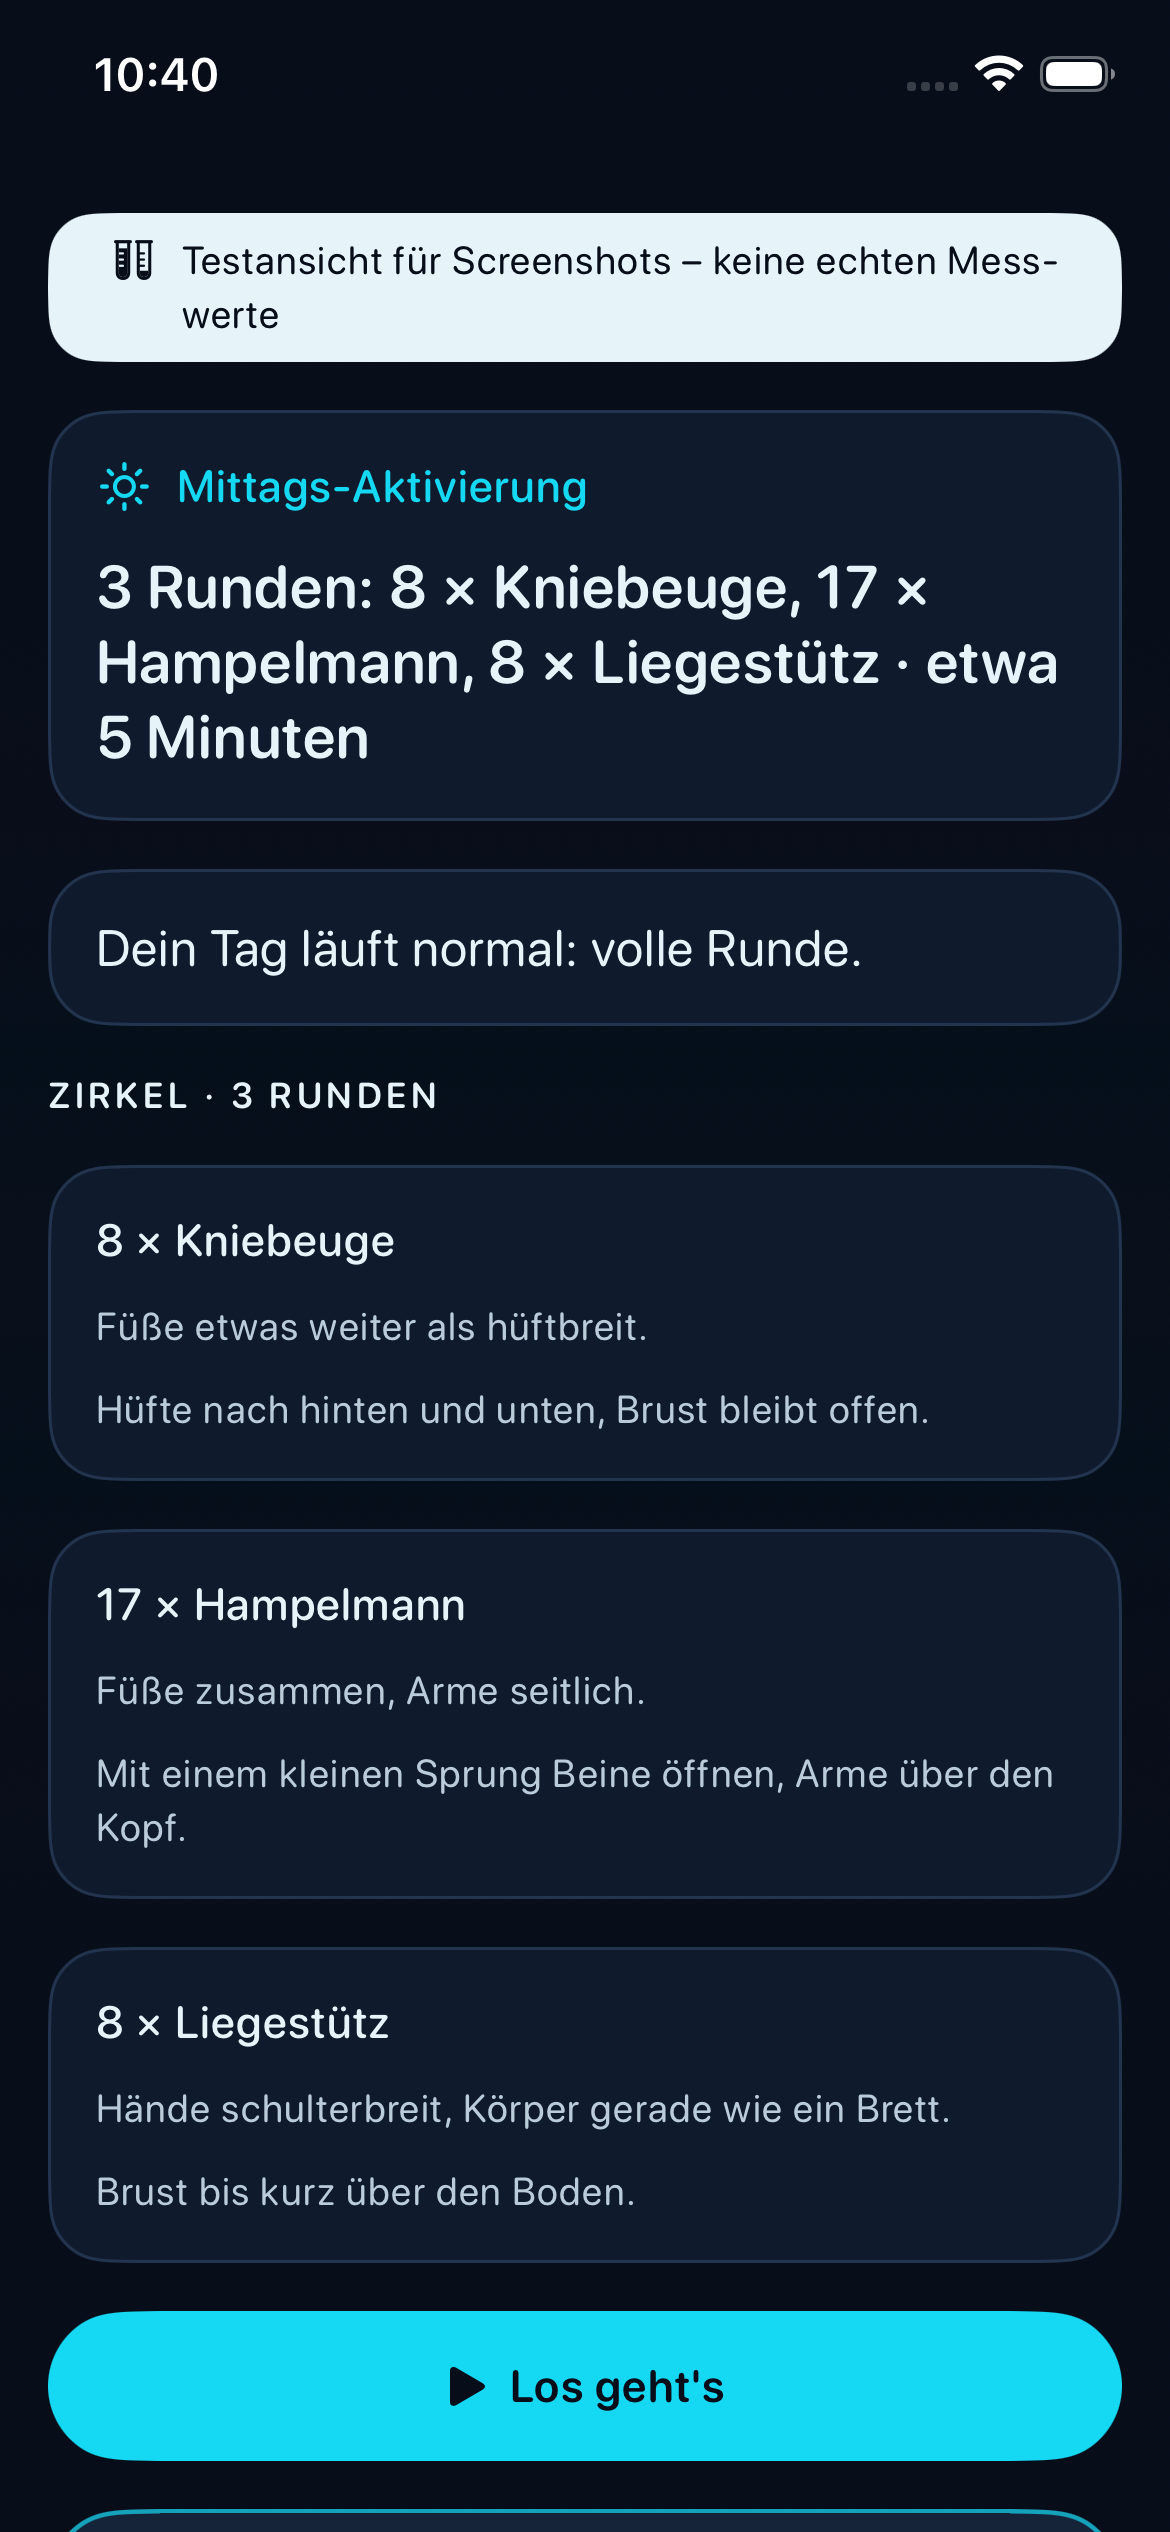 10:40
Testansicht für Screenshots – keine echten Mess-
werte
Mittags-Aktivierung
3 Runden: 8 × Kniebeuge, 17 ×
Hampelmann, 8 × Liegestütz · etwa
5 Minuten
Dein Tag läuft normal: volle Runde.
ZIRKEL · 3 RUNDEN
8 × Kniebeuge
Füße etwas weiter als hüftbreit.
Hüfte nach hinten und unten, Brust bleibt offen.
17 × Hampelmann
Füße zusammen, Arme seitlich.
Mit einem kleinen Sprung Beine öffnen, Arme über den
Kopf.
8 × Liegestütz
Hände schulterbreit, Körper gerade wie ein Brett.
Brust bis kurz über den Boden.
Los geht's